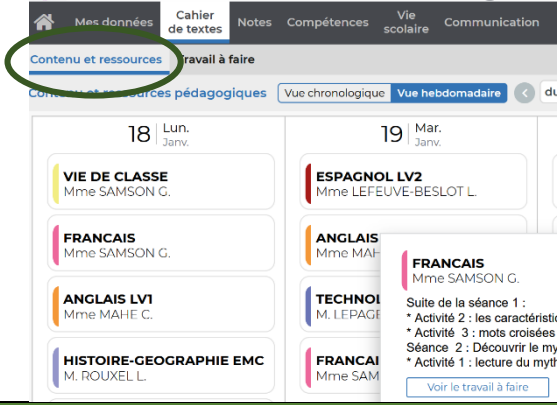 Mes données
Cahier de textes
Notes
Compétences
Vie scolaire
Communication
Contenu et ressources
Travail à faire
Contenu et ressources pédagogiques
Vue chronologique
Vue hebdomadaire
du
18 Lun. Janv.
VIE DE CLASSE
Mme SAMSON G.
FRANCAIS
Mme SAMSON G.
ANGLAIS LV1
Mme MAHE C.
HISTOIRE-GEOGRAPHIE EMC
M. ROUXEL L.
19 Mar. Janv.
ESPAGNOL LV2
Mme LEFEUVE-BESLOT L.
ANGLAIS
Mme MAH
TECHNOL
M. LEPAGE
FRANCAI
Mme SAM
FRANCAIS
Mme SAMSON G.
Suite de la séance 1 :
* Activité 2 : les caractéristic
* Activité 3 : mots croisées
Séance 2 : Découvrir le my
* Activité 1 : lecture du myth
Voir le travail à faire